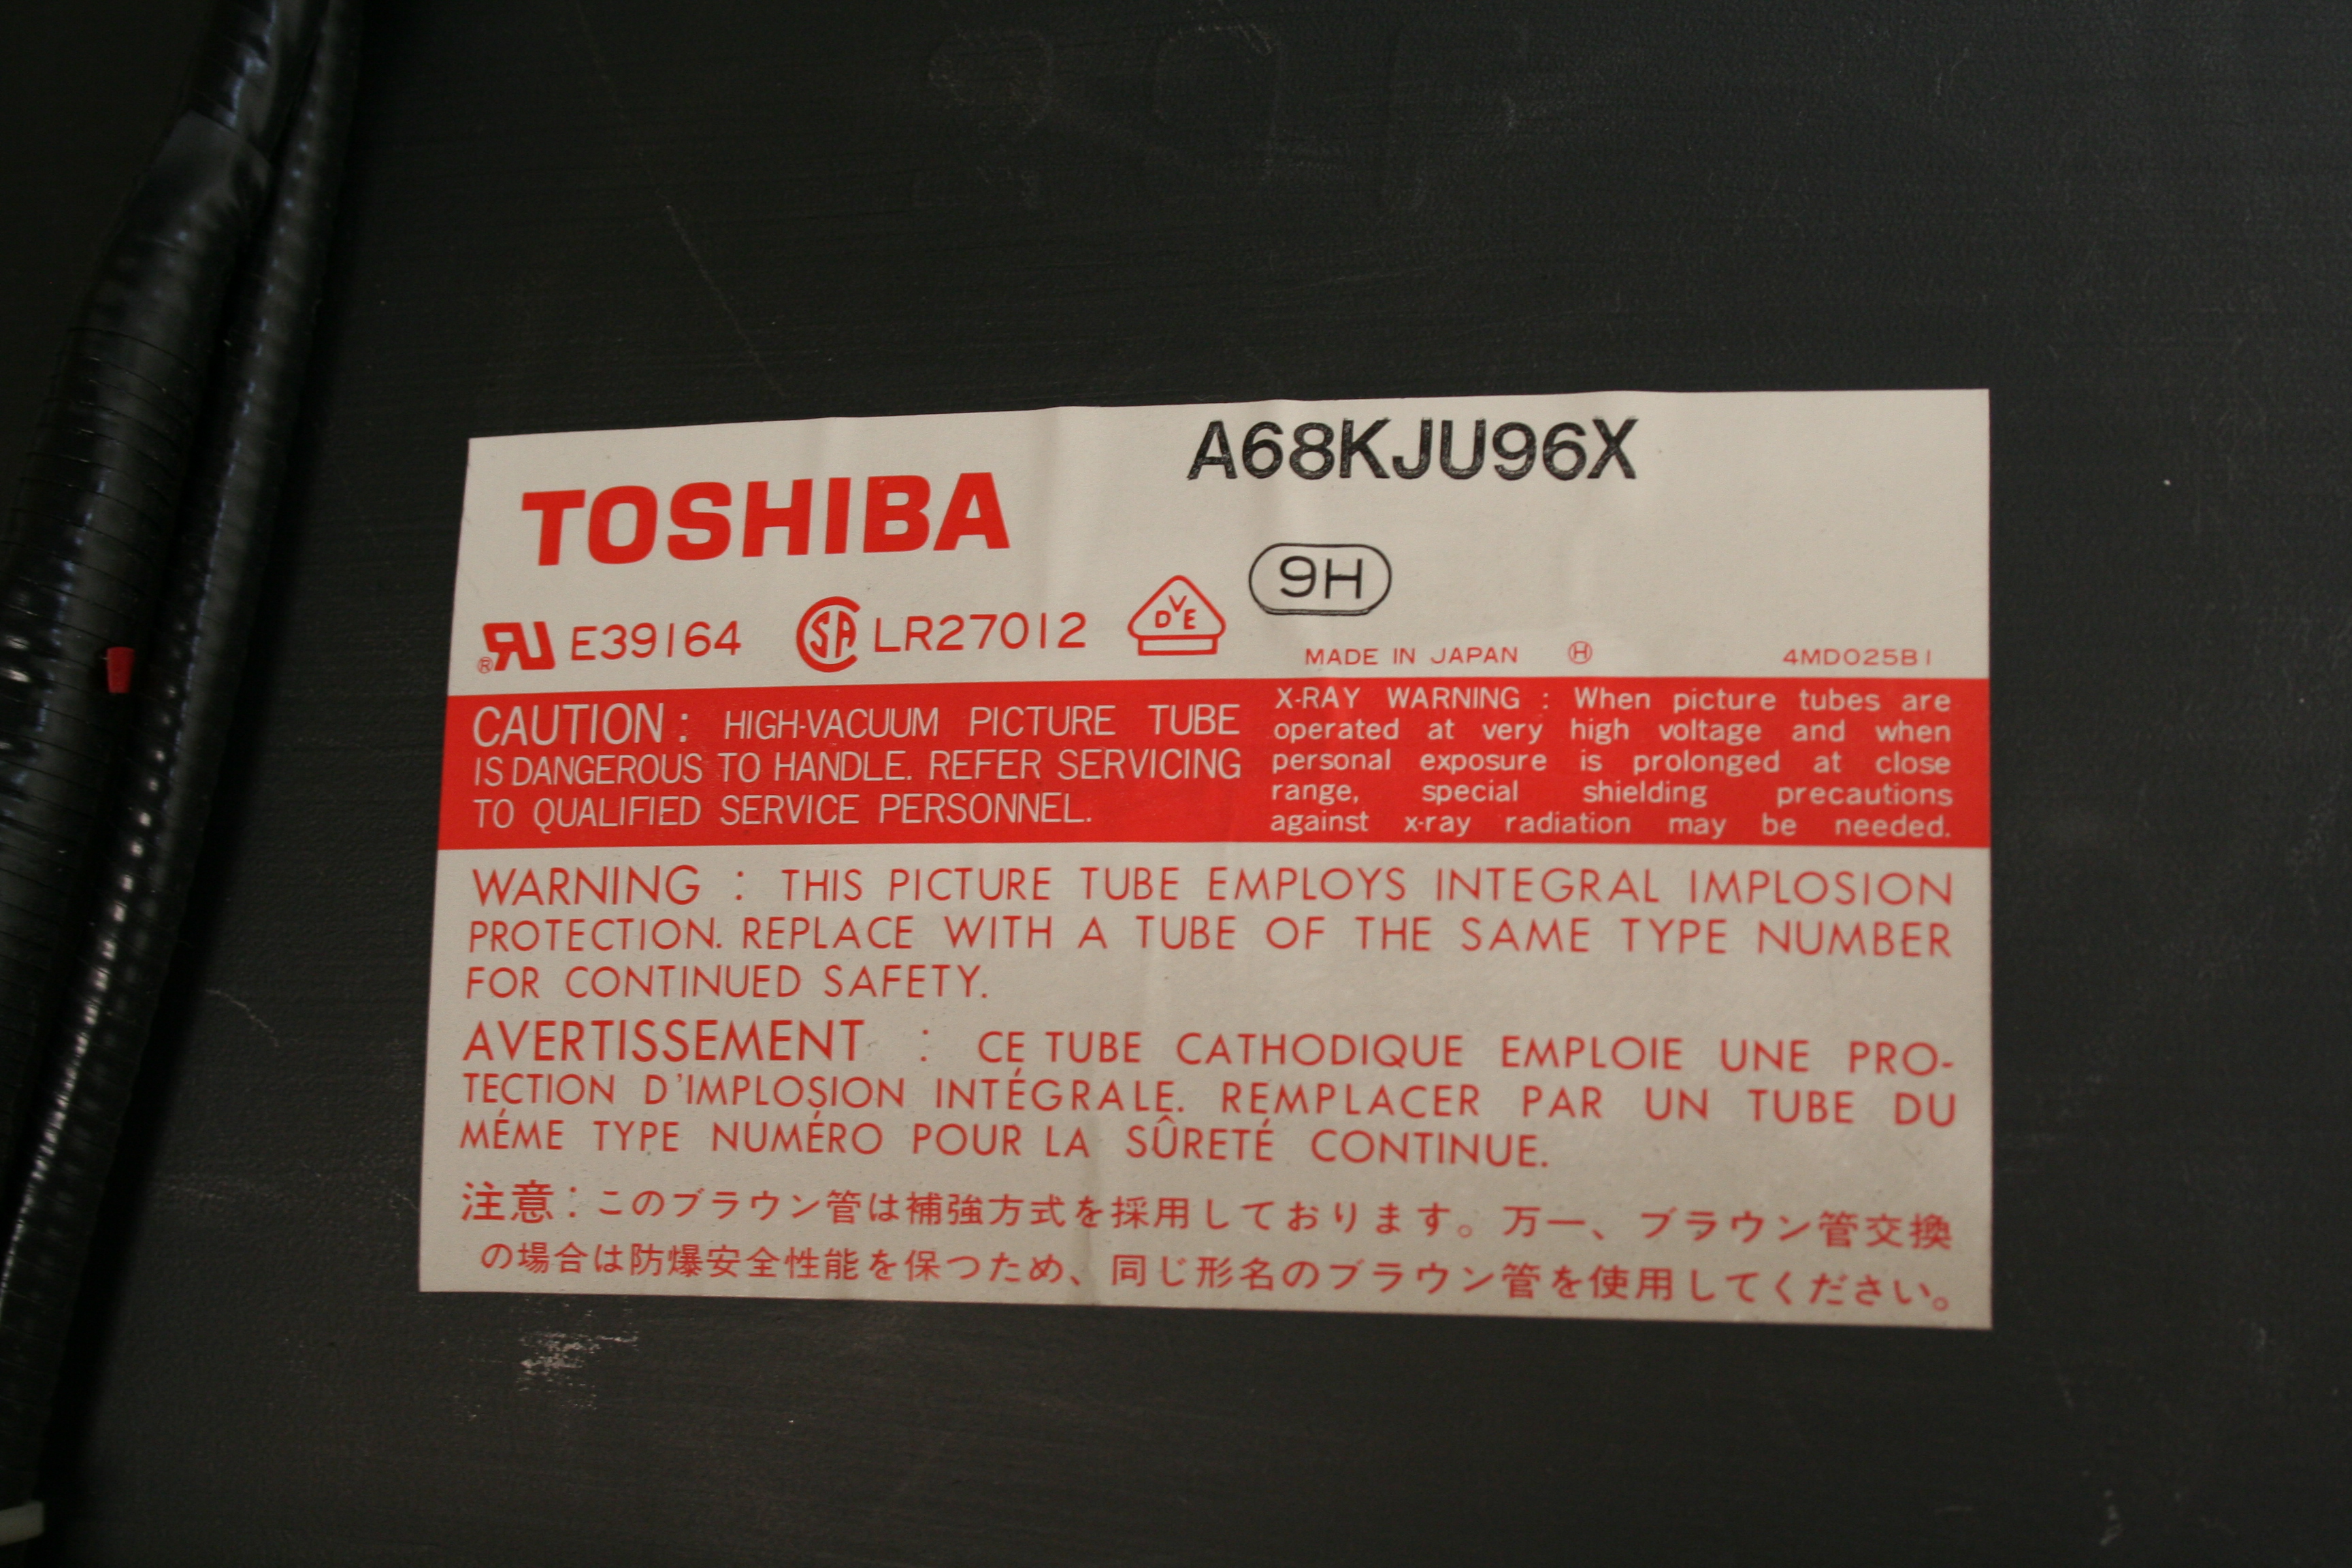 A68KJU96X
TOSHIBA
9H
E39164 LR27012 VDE
MADE IN JAPAN H 4MD025B1
CAUTION : HIGH-VACUUM PICTURE TUBE
IS DANGEROUS TO HANDLE. REFER SERVICING
TO QUALIFIED SERVICE PERSONNEL.
X-RAY WARNING : When picture tubes are
operated at very high voltage and when
personal exposure is prolonged at close
range, special shielding precautions
against x-ray radiation may be needed.
WARNING : THIS PICTURE TUBE EMPLOYS INTEGRAL IMPLOSION
PROTECTION. REPLACE WITH A TUBE OF THE SAME TYPE NUMBER
FOR CONTINUED SAFETY.
AVERTISSEMENT : CE TUBE CATHODIQUE EMPLOIE UNE PRO-
TECTION D'IMPLOSION INTÉGRALE. REMPLACER PAR UN TUBE DU
MÉME TYPE NUMÉRO POUR LA SÛRETÉ CONTINUE.
注意：このブラウン管は補強方式を採用しております。万一、ブラウン管交換
の場合は防爆安全性能を保つため、同じ形名のブラウン管を使用してください。